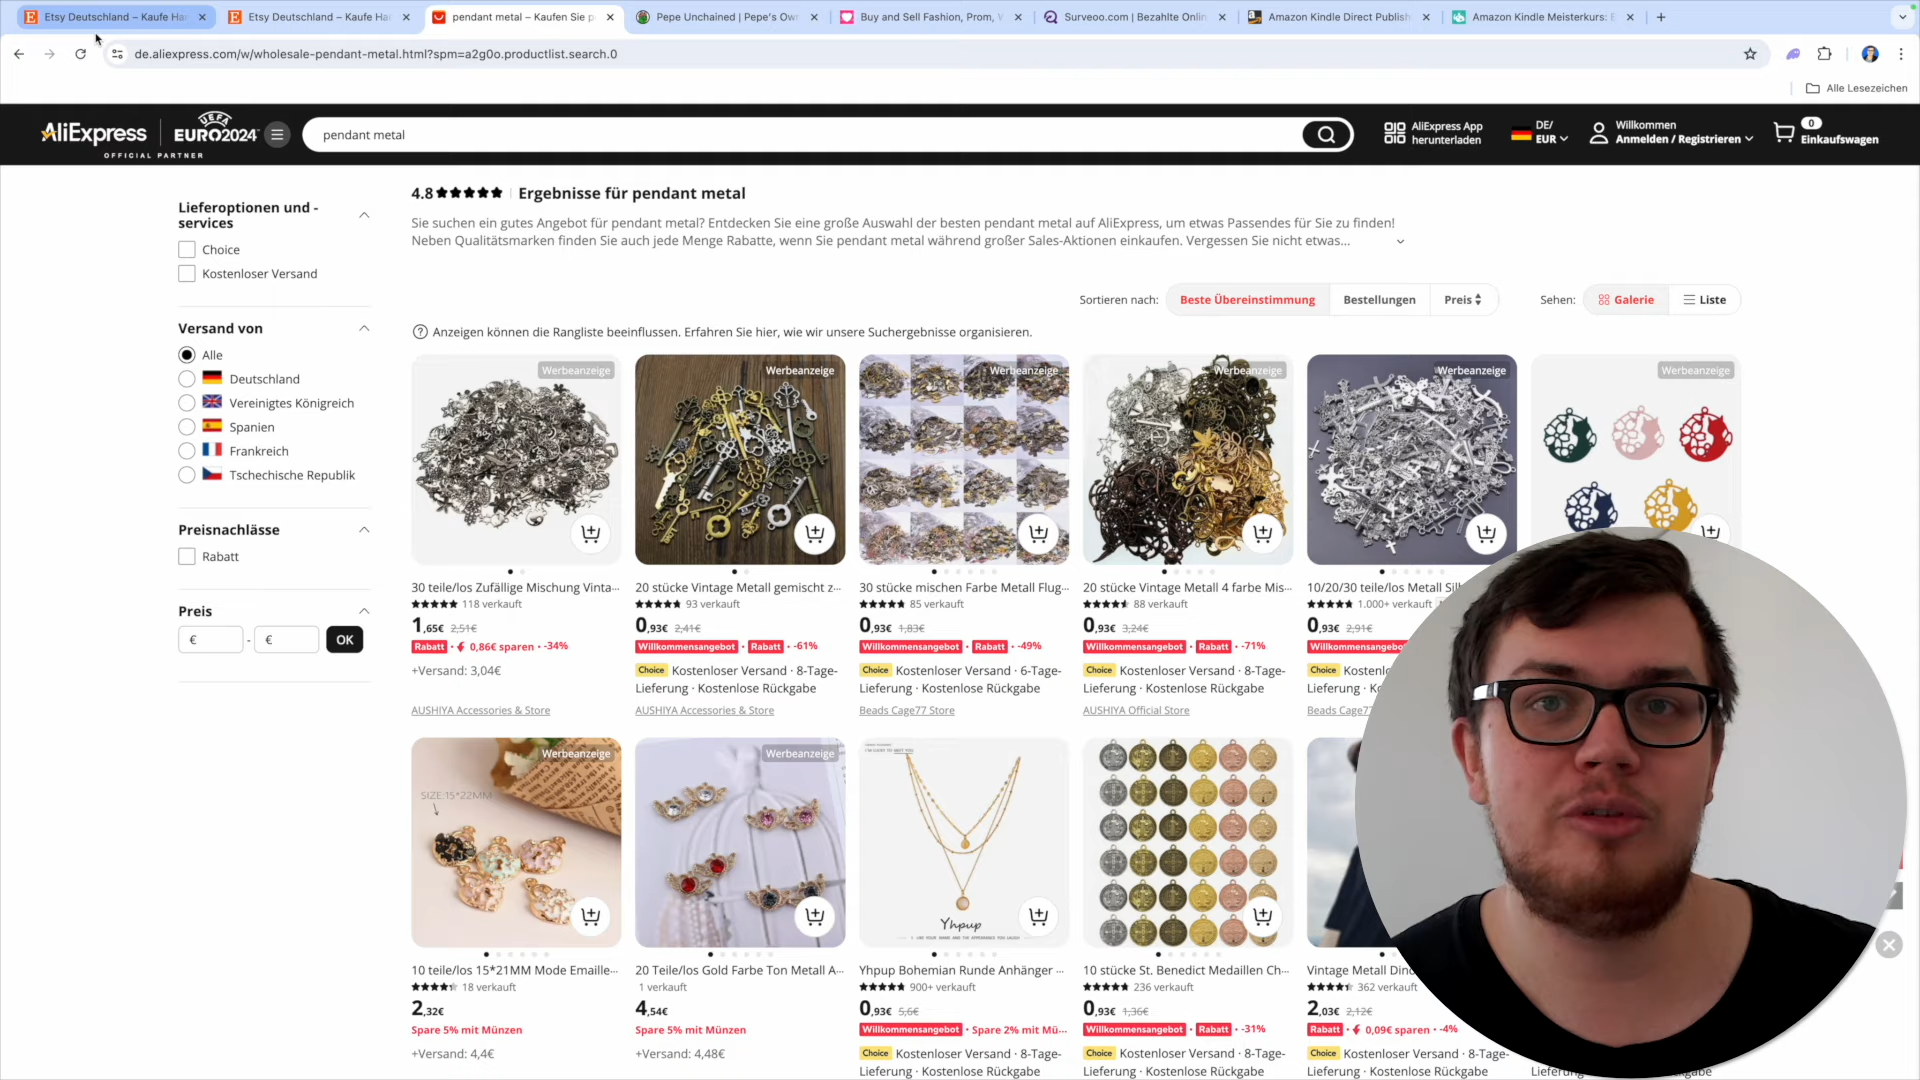 Etsy Deutschland – Kaufe Har
Etsy Deutschland – Kaufe Har
pendant metal – Kaufen Sie p
Pepe Unchained | Pepe's Own
Buy and Sell Fashion, Prom, W
Surveoo.com | Bezahlte Onlin
Amazon Kindle Direct Publish
Amazon Kindle Meisterkurs: E
de.aliexpress.com/w/wholesale-pendant-metal.html?spm=a2g0o.productlist.search.0
Alle Lesezeichen
AliExpress
UEFA
EURO2024
OFFICIAL PARTNER
pendant metal
AliExpress App
herunterladen
DE/
EUR
Willkommen
Anmelden / Registrieren
0
Einkaufswagen
Lieferoptionen und -
services
Choice
Kostenloser Versand
Versand von
Alle
Deutschland
Vereinigtes Königreich
Spanien
Frankreich
Tschechische Republik
Preisnachlässe
Rabatt
Preis
€ - € OK
4.8 Ergebnisse für pendant metal
Sie suchen ein gutes Angebot für pendant metal? Entdecken Sie eine große Auswahl der besten pendant metal auf AliExpress, um etwas Passendes für Sie zu finden!
Neben Qualitätsmarken finden Sie auch jede Menge Rabatte, wenn Sie pendant metal während großer Sales-Aktionen einkaufen. Vergessen Sie nicht etwas...
Sortieren nach: Beste Übereinstimmung Bestellungen Preis Sehen: Galerie Liste
Anzeigen können die Rangliste beeinflussen. Erfahren Sie hier, wie wir unsere Suchergebnisse organisieren.
Werbeanzeige
30 teile/los Zufällige Mischung Vinta...
118 verkauft
1,65€ 2,51€
Rabatt · 0,86€ sparen · -34%
+Versand: 3,04€
AUSHIYA Accessories & Store
Werbeanzeige
20 stücke Vintage Metall gemischt z...
93 verkauft
0,93€ 2,41€
Willkommensangebot · Rabatt · -61%
Choice Kostenloser Versand · 8-Tage-
Lieferung · Kostenlose Rückgabe
AUSHIYA Accessories & Store
Werbeanzeige
30 stücke mischen Farbe Metall Flug...
85 verkauft
0,93€ 1,83€
Willkommensangebot · Rabatt · -49%
Choice Kostenloser Versand · 6-Tage-
Lieferung · Kostenlose Rückgabe
Beads Cage77 Store
Werbeanzeige
20 stücke Vintage Metall 4 farbe Mis...
88 verkauft
0,93€ 3,24€
Willkommensangebot · Rabatt · -71%
Choice Kostenloser Versand · 8-Tage-
Lieferung · Kostenlose Rückgabe
AUSHIYA Official Store
Werbeanzeige
10/20/30 teile/los Metall Sil
1.000+ verkauft
0,93€ 2,91€
Willkommensangebot
Choice Kostenlo
Lieferung · K
Beads Cage77
Werbeanzeige
Werbeanzeige
SIZE:15*22MM
10 teile/los 15*21MM Mode Emaille...
18 verkauft
2,32€
Spare 5% mit Münzen
+Versand: 4,4€
Werbeanzeige
20 Teile/los Gold Farbe Ton Metall A...
1 verkauft
4,54€
Spare 5% mit Münzen
+Versand: 4,48€
Yhpup
Yhpup Bohemian Runde Anhänger ...
900+ verkauft
0,93€ 5,6€
Willkommensangebot · Spare 2% mit Mü...
Choice Kostenloser Versand · 8-Tage-
Lieferung · Kostenlose Rückgabe
10 stücke St. Benedict Medaillen Ch...
236 verkauft
0,93€ 1,36€
Willkommensangebot · Rabatt · -31%
Choice Kostenloser Versand · 8-Tage-
Lieferung · Kostenlose Rückgabe
Vintage Metall Dino
362 verkauft
2,03€ 2,12€
Rabatt · 0,09€ sparen · -4%
Choice Kostenloser Versand · 8-Tage-
Lieferung · Kostenlose Rückgabe